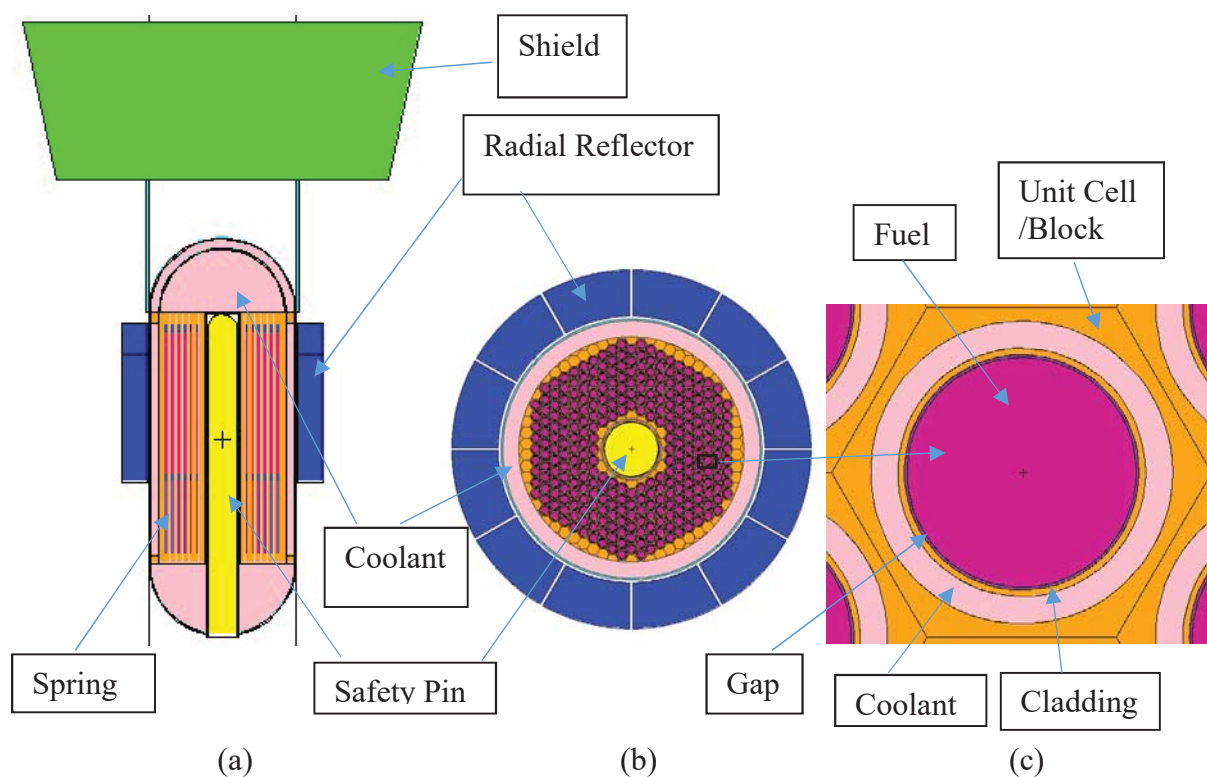 Shield
Radial Reflector
Unit Cell
/Block
Fuel
Coolant
Spring
Safety Pin
Gap
Coolant
Cladding
(a)
(b)
(c)